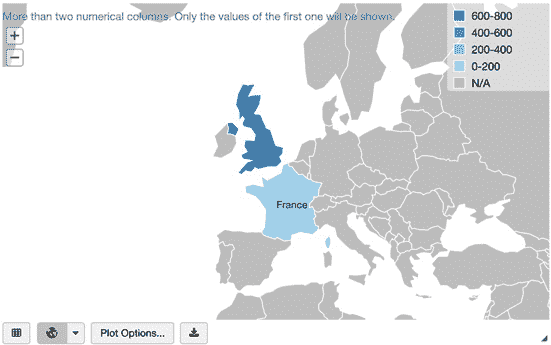 More than two numerical columns. Only the values of the first one will be shown.
+
−
600-800
400-600
200-400
0-200
N/A
France
Plot Options...